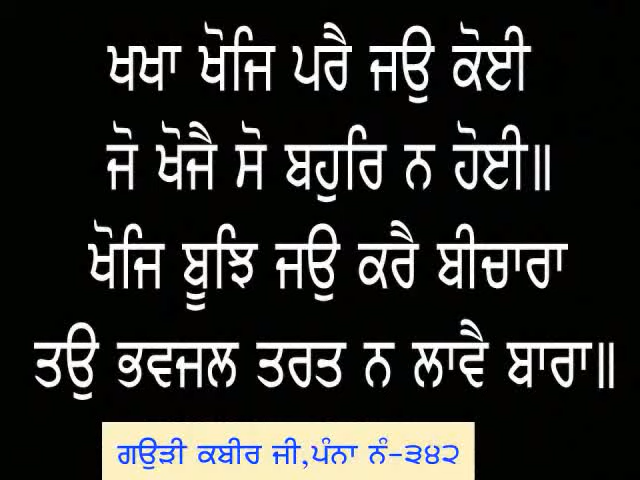 ਖਖਾ ਖੋਜਿ ਪਰੈ ਜਉ ਕੋਈ
ਜੋ ਖੋਜੈ ਸੋ ਬਹੁਰਿ ਨ ਹੋਈ॥
ਖੋਜਿ ਬੂਝਿ ਜਉ ਕਰੈ ਬੀਚਾਰਾ
ਤਉ ਭਵਜਲ ਤਰਤ ਨ ਲਾਵੈ ਬਾਰਾ॥
ਗਉੜੀ ਕਬੀਰ ਜੀ,ਪੰਨਾ ਨੰ-੩੪੨